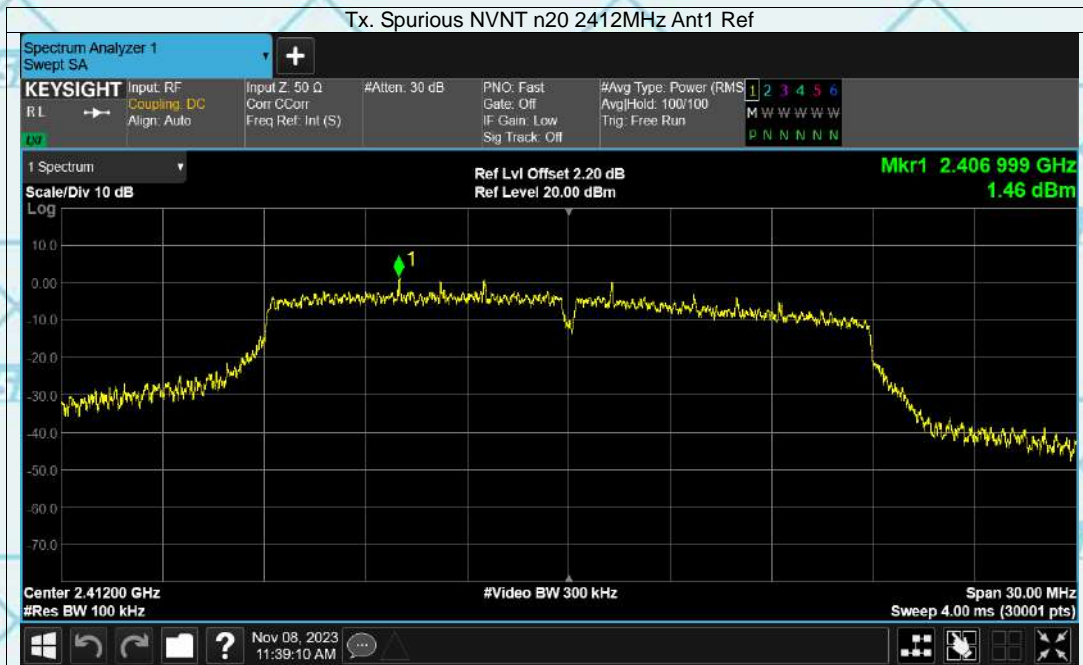 Tx. Spurious NVNT n20 2412MHz Ant1 Ref
Spectrum Analyzer 1
Swept SA
+
KEYSIGHT
R L
LXI
Input: RF
Coupling: DC
Align: Auto
Input Z: 50 Ω
Corr CCorr
Freq Ref: Int (S)
#Atten: 30 dB
PNO: Fast
Gate: Off
IF Gain: Low
Sig Track: Off
#Avg Type: Power (RMS
Avg|Hold: 100/100
Trig: Free Run
1 2 3 4 5 6
M W W W W W
P N N N N N
1 Spectrum
Scale/Div 10 dB
Log
Ref Lvl Offset 2.20 dB
Ref Level 20.00 dBm
Mkr1 2.406 999 GHz
1.46 dBm
10.0
0.00
-10.0
-20.0
-30.0
-40.0
-50.0
-60.0
-70.0
1
Center 2.41200 GHz
#Res BW 100 kHz
#Video BW 300 kHz
Span 30.00 MHz
Sweep 4.00 ms (30001 pts)
?
Nov 08, 2023
11:39:10 AM